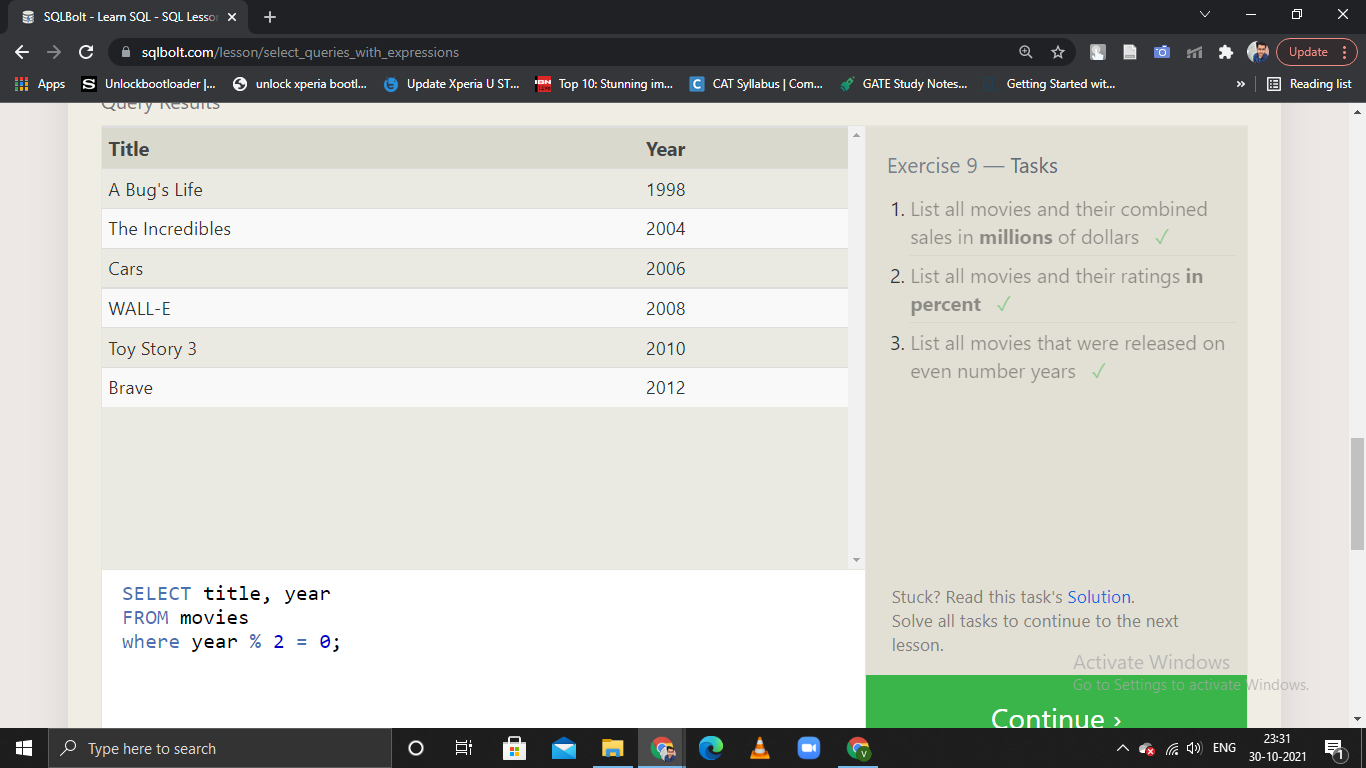 SQLBolt - Learn SQL - SQL Lesson
sqlbolt.com/lesson/select_queries_with_expressions
Update
Apps
Unlockbootloader |...
unlock xperia bootl...
Update Xperia U ST...
Top 10: Stunning im...
CAT Syllabus | Com...
GATE Study Notes...
Getting Started wit...
»
Reading list
Query Results
Title Year
A Bug's Life 1998
The Incredibles 2004
Cars 2006
WALL-E 2008
Toy Story 3 2010
Brave 2012
SELECT title, year
FROM movies
where year % 2 = 0;
Exercise 9 — Tasks
1. List all movies and their combined
sales in millions of dollars ✓
2. List all movies and their ratings in
percent ✓
3. List all movies that were released on
even number years ✓
Stuck? Read this task's Solution.
Solve all tasks to continue to the next
lesson.
Activate Windows
Go to Settings to activate Windows.
Continue ›
Type here to search
ENG
23:31
30-10-2021
1